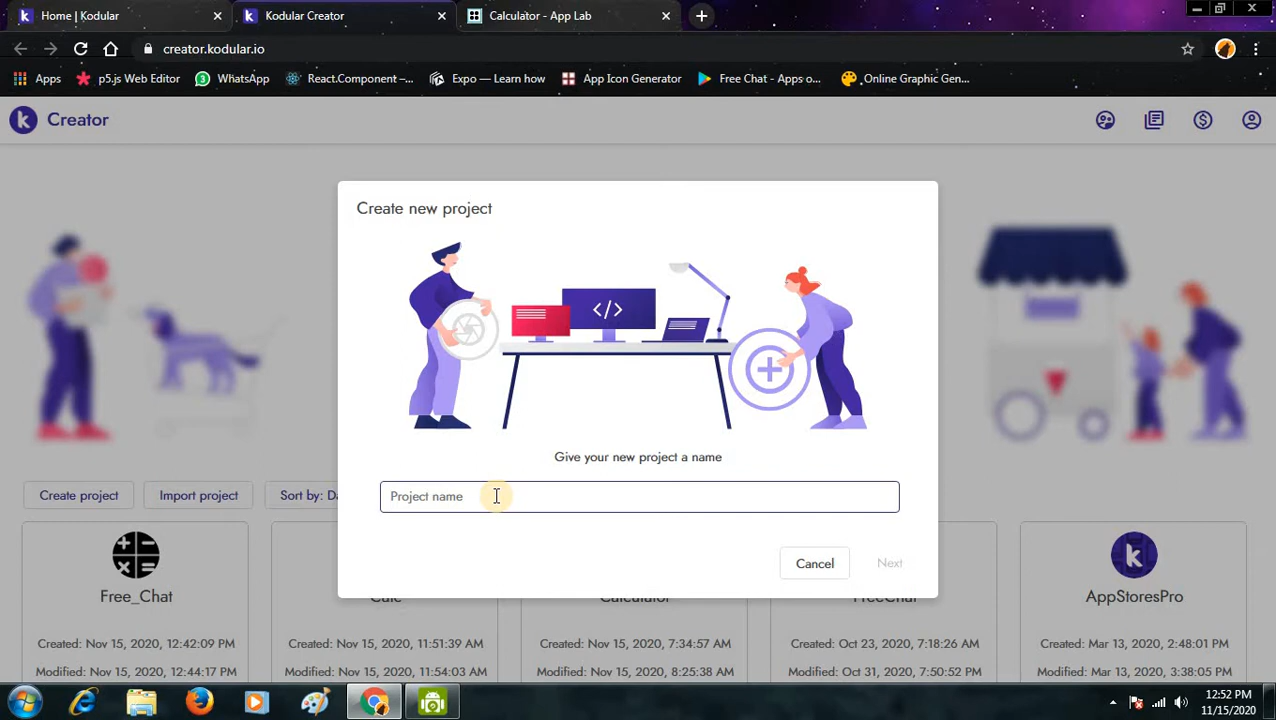 Home | Kodular
Kodular Creator
Calculator - App Lab
creator.kodular.io
Apps
p5.js Web Editor
WhatsApp
React.Component –...
Expo — Learn how
App Icon Generator
Free Chat - Apps o...
Online Graphic Gen...
k Creator
Create new project
</>
Give your new project a name
Project name
Cancel Next
Create project
Import project
Sort by: Da
Free_Chat
Calculator
FreeChat
AppStoresPro
Created: Nov 15, 2020, 12:42:09 PM
Created: Nov 15, 2020, 11:51:39 AM
Created: Nov 15, 2020, 7:34:57 AM
Created: Oct 23, 2020, 7:18:26 AM
Created: Mar 13, 2020, 2:48:01 PM
Modified: Nov 15, 2020, 12:44:17 PM
Modified: Nov 15, 2020, 11:54:03 AM
Modified: Nov 15, 2020, 8:25:38 AM
Modified: Oct 31, 2020, 7:50:52 PM
Modified: Mar 13, 2020, 3:38:05 PM
12:52 PM
11/15/2020